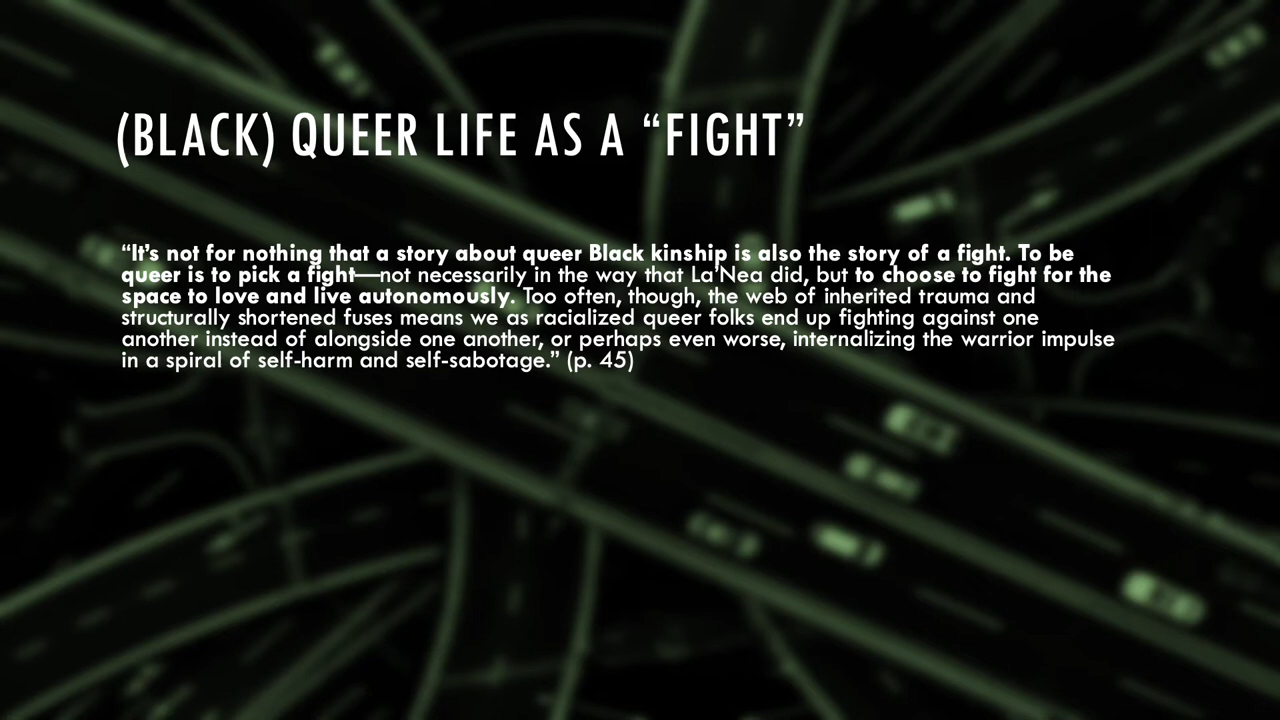 (BLACK) QUEER LIFE AS A “FIGHT”
“It’s not for nothing that a story about queer Black kinship is also the story of a fight. To be
queer is to pick a fight—not necessarily in the way that La’Nea did, but to choose to fight for the
space to love and live autonomously. Too often, though, the web of inherited trauma and
structurally shortened fuses means we as racialized queer folks end up fighting against one
another instead of alongside one another, or perhaps even worse, internalizing the warrior impulse
in a spiral of self-harm and self-sabotage.” (p. 45)